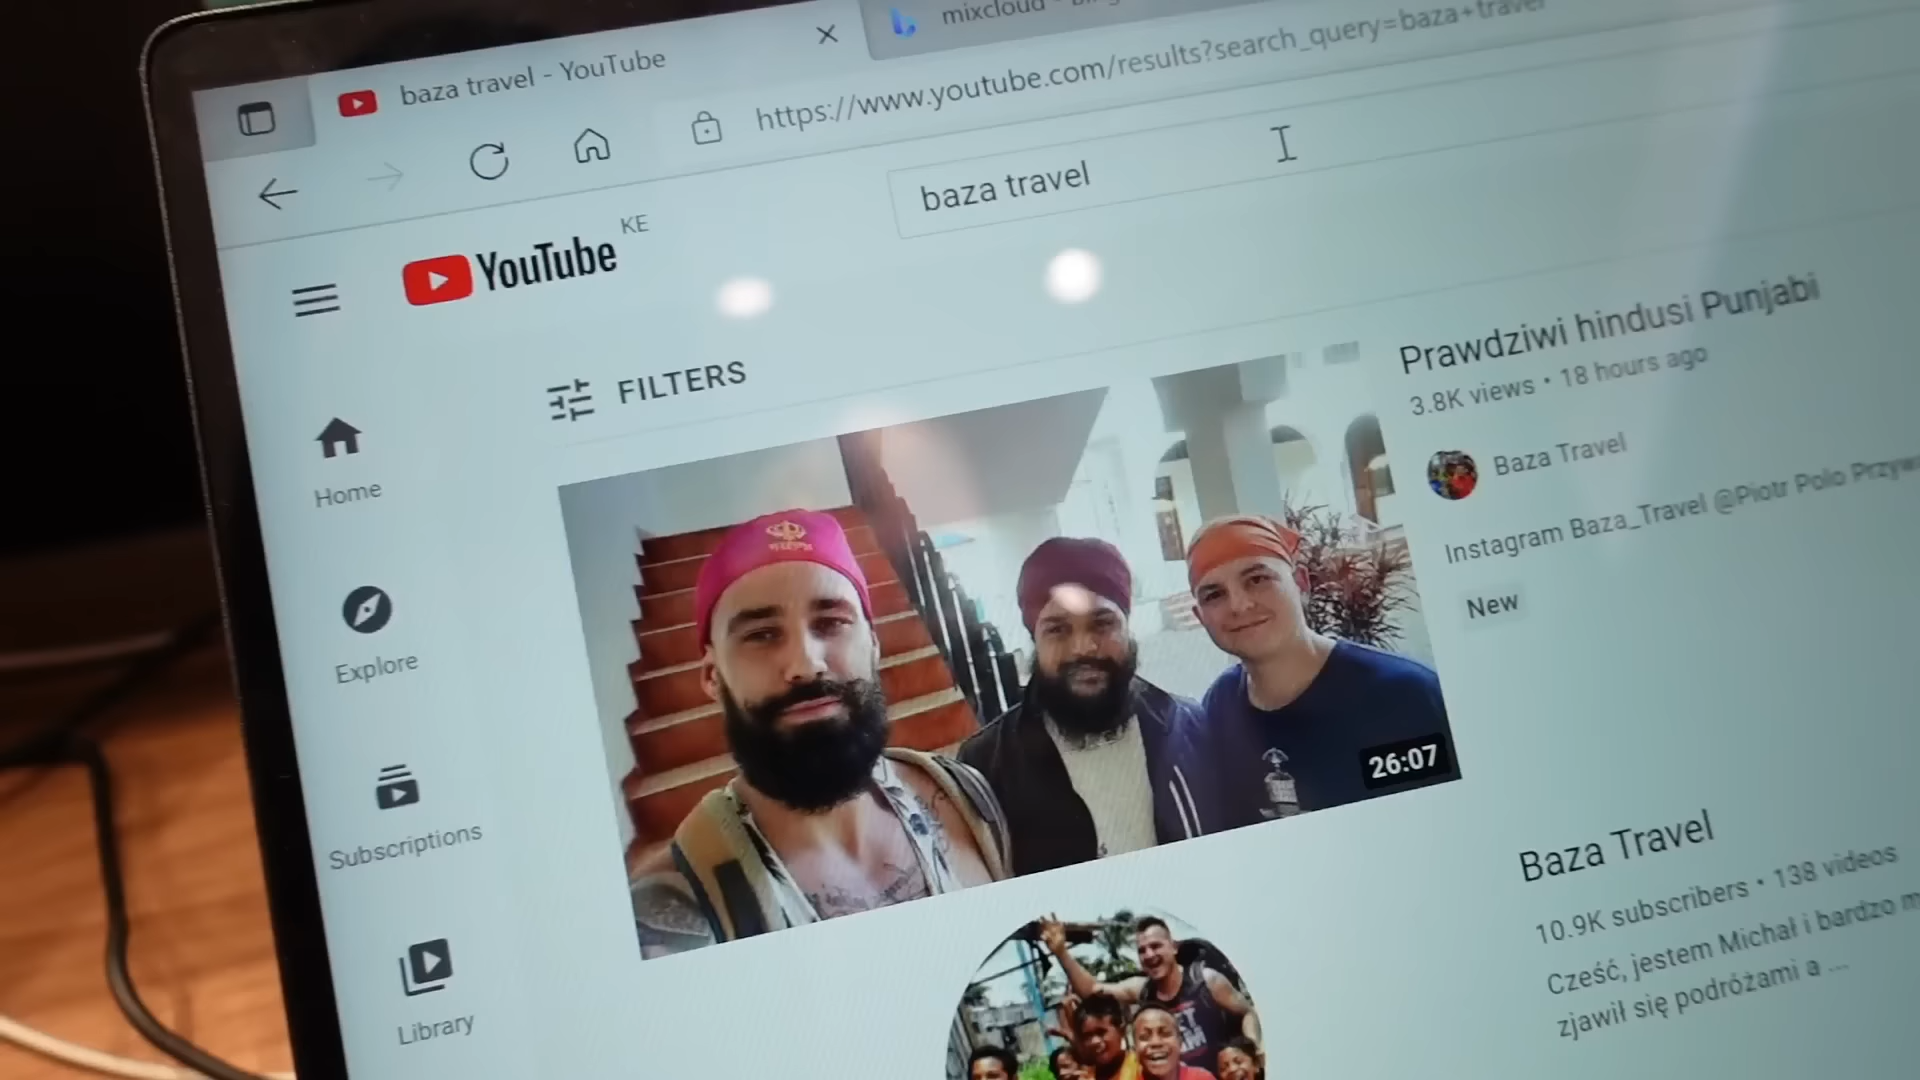 baza travel - YouTube
mixcloud - Bing
https://www.youtube.com/results?search_query=baza+travel
baza travel
YouTube KE
FILTERS
Home
Explore
Subscriptions
Library
26:07
Prawdziwi hindusi Punjabi
3.8K views • 18 hours ago
Baza Travel
Instagram Baza_Travel @Piotr Polo
New
Baza Travel
10.9K subscribers • 138 videos
Cześć, jestem Michał i bardzo
zjawił się podróżami a ...